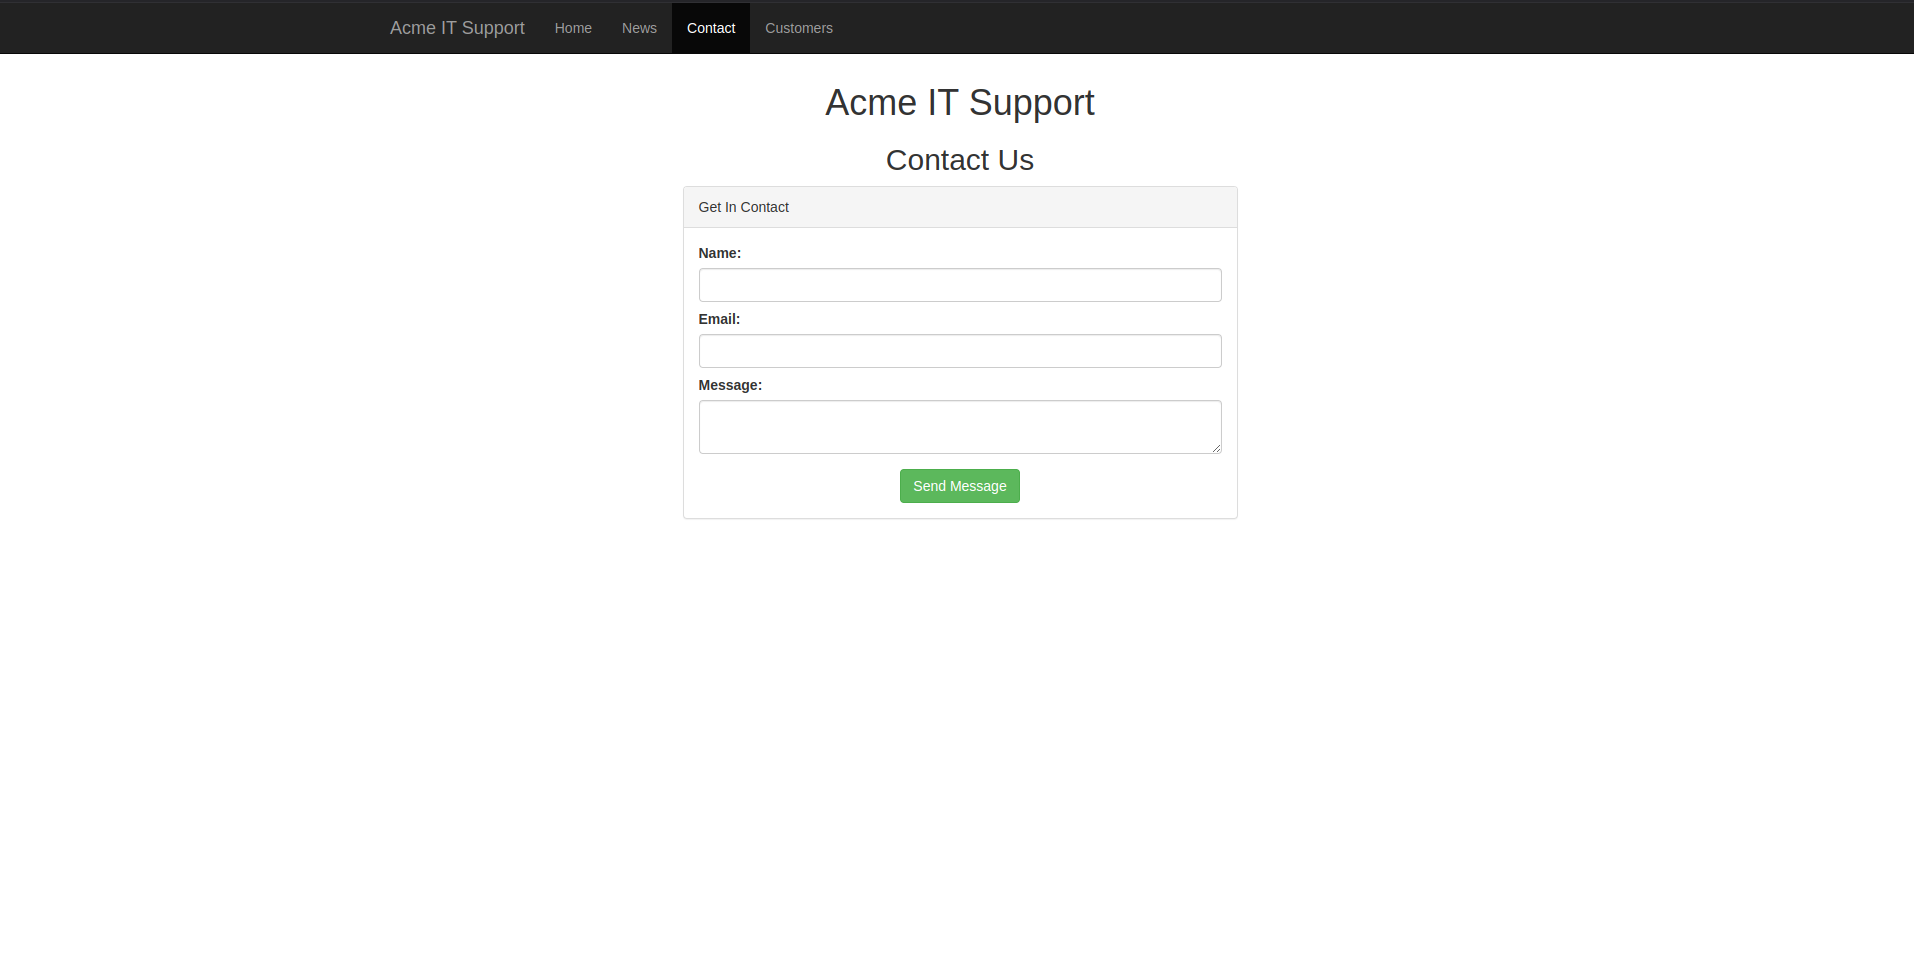 Acme IT Support Home News Contact Customers
Acme IT Support
Contact Us
Get In Contact
Name:
Email:
Message:
Send Message